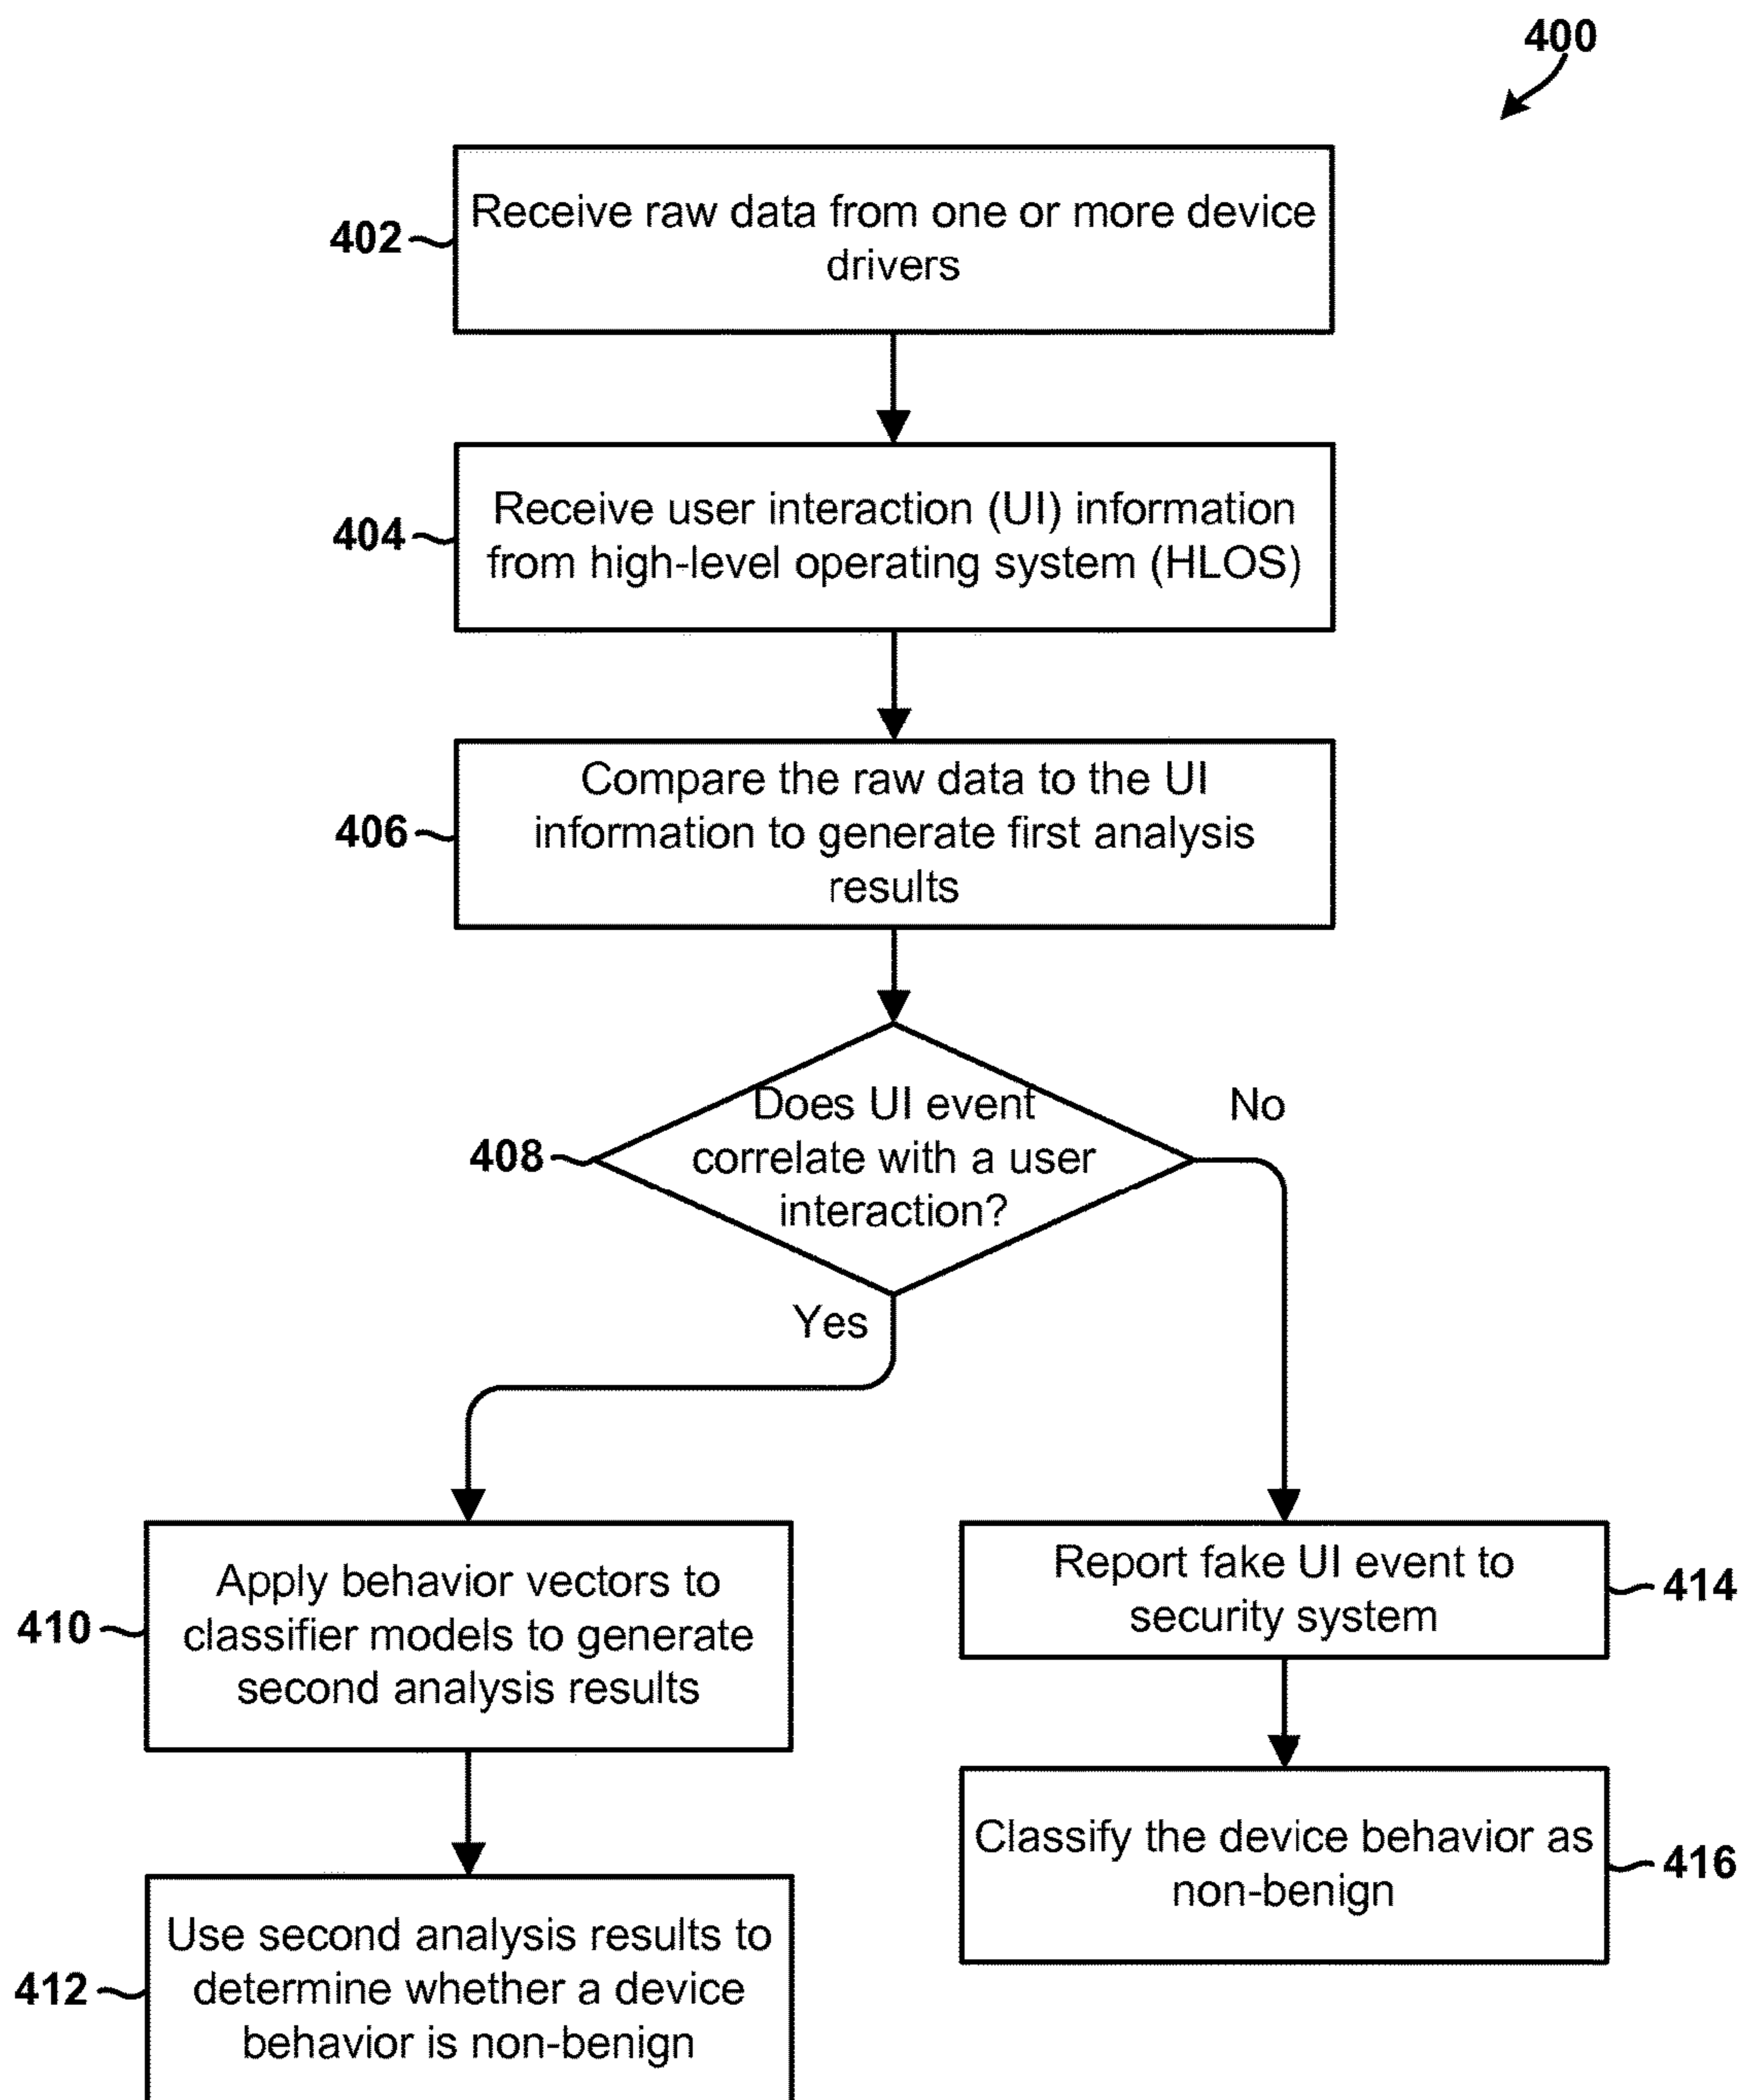 400
402
Receive raw data from one or more device
drivers
404
Receive user interaction (UI) information
from high-level operating system (HLOS)
406
Compare the raw data to the UI
information to generate first analysis
results
408
Does UI event
correlate with a user
interaction?
No
Yes
410
Apply behavior vectors to
classifier models to generate
second analysis results
Report fake UI event to
security system
414
Classify the device behavior as
non-benign
416
412
Use second analysis results to
determine whether a device
behavior is non-benign